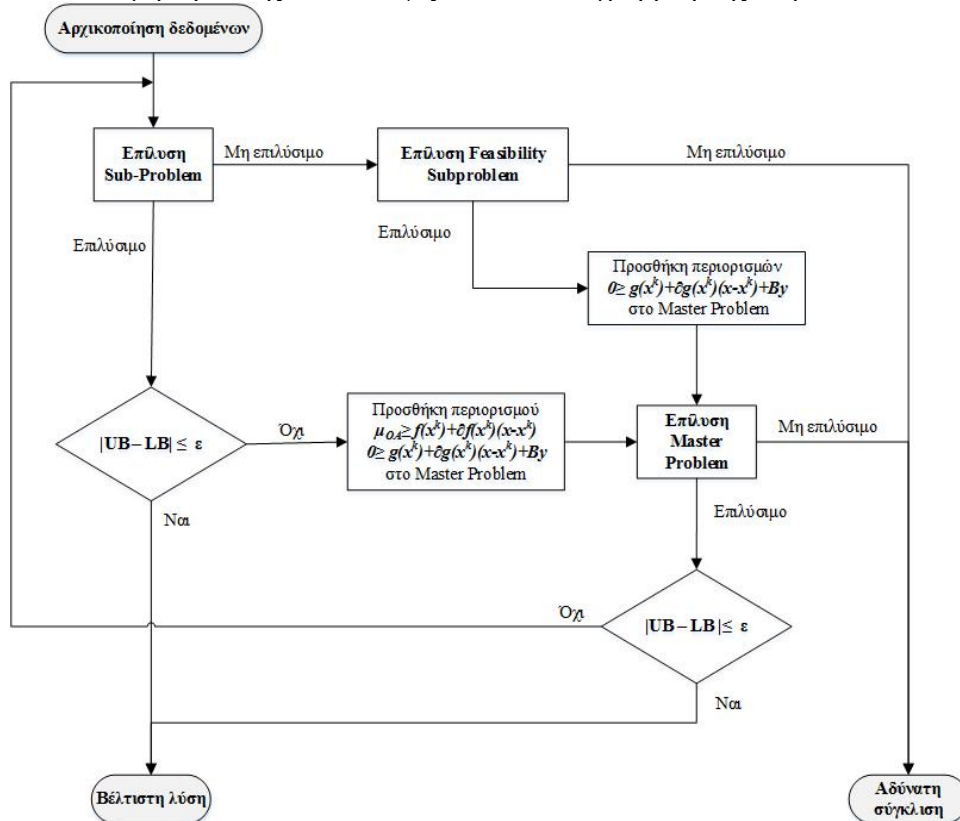 Αρχικοποίηση δεδομένων
Επίλυση
Sub-Problem
Μη επιλύσιμο
Επίλυση Feasibility
Subproblem
Μη επιλύσιμο
Επιλύσιμο
Επιλύσιμο
Προσθήκη περιορισμών
0≥ g(x^k)+∂g(x^k)(x-x^k)+By
στο Master Problem
|UB – LB| ≤ ε
Όχι
Προσθήκη περιορισμού
μ_OA ≥ f(x^k)+∂f(x^k)(x-x^k)
0≥ g(x^k)+∂g(x^k)(x-x^k)+By
στο Master Problem
Επίλυση
Master
Problem
Μη επιλύσιμο
Ναι
Επιλύσιμο
Όχι
|UB – LB| ≤ ε
Ναι
Βέλτιστη λύση
Αδύνατη
σύγκλιση